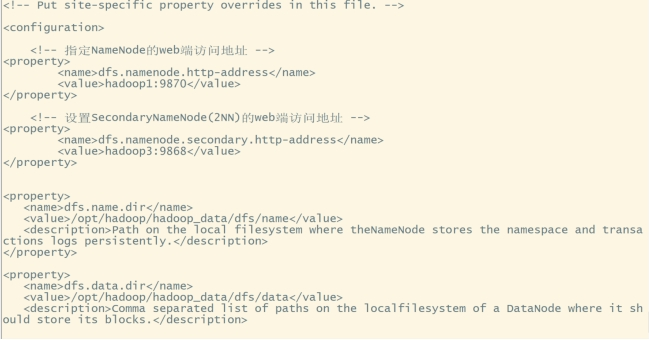 <!-- Put site-specific property overrides in this file. -->
<configuration>
<!-- 指定NameNode的web端访问地址 -->
<property>
<name>dfs.namenode.http-address</name>
<value>hadoop1:9870</value>
</property>
<!-- 设置SecondaryNameNode(2NN)的web端访问地址 -->
<property>
<name>dfs.namenode.secondary.http-address</name>
<value>hadoop3:9868</value>
</property>
<property>
<name>dfs.name.dir</name>
<value>/opt/hadoop/hadoop_data/dfs/name</value>
<description>Path on the local filesystem where theNameNode stores the namespace and transa
ctions logs persistently.</description>
</property>
<property>
<name>dfs.data.dir</name>
<value>/opt/hadoop/hadoop_data/dfs/data</value>
<description>Comma separated list of paths on the localfilesystem of a DataNode where it sh
ould store its blocks.</description>